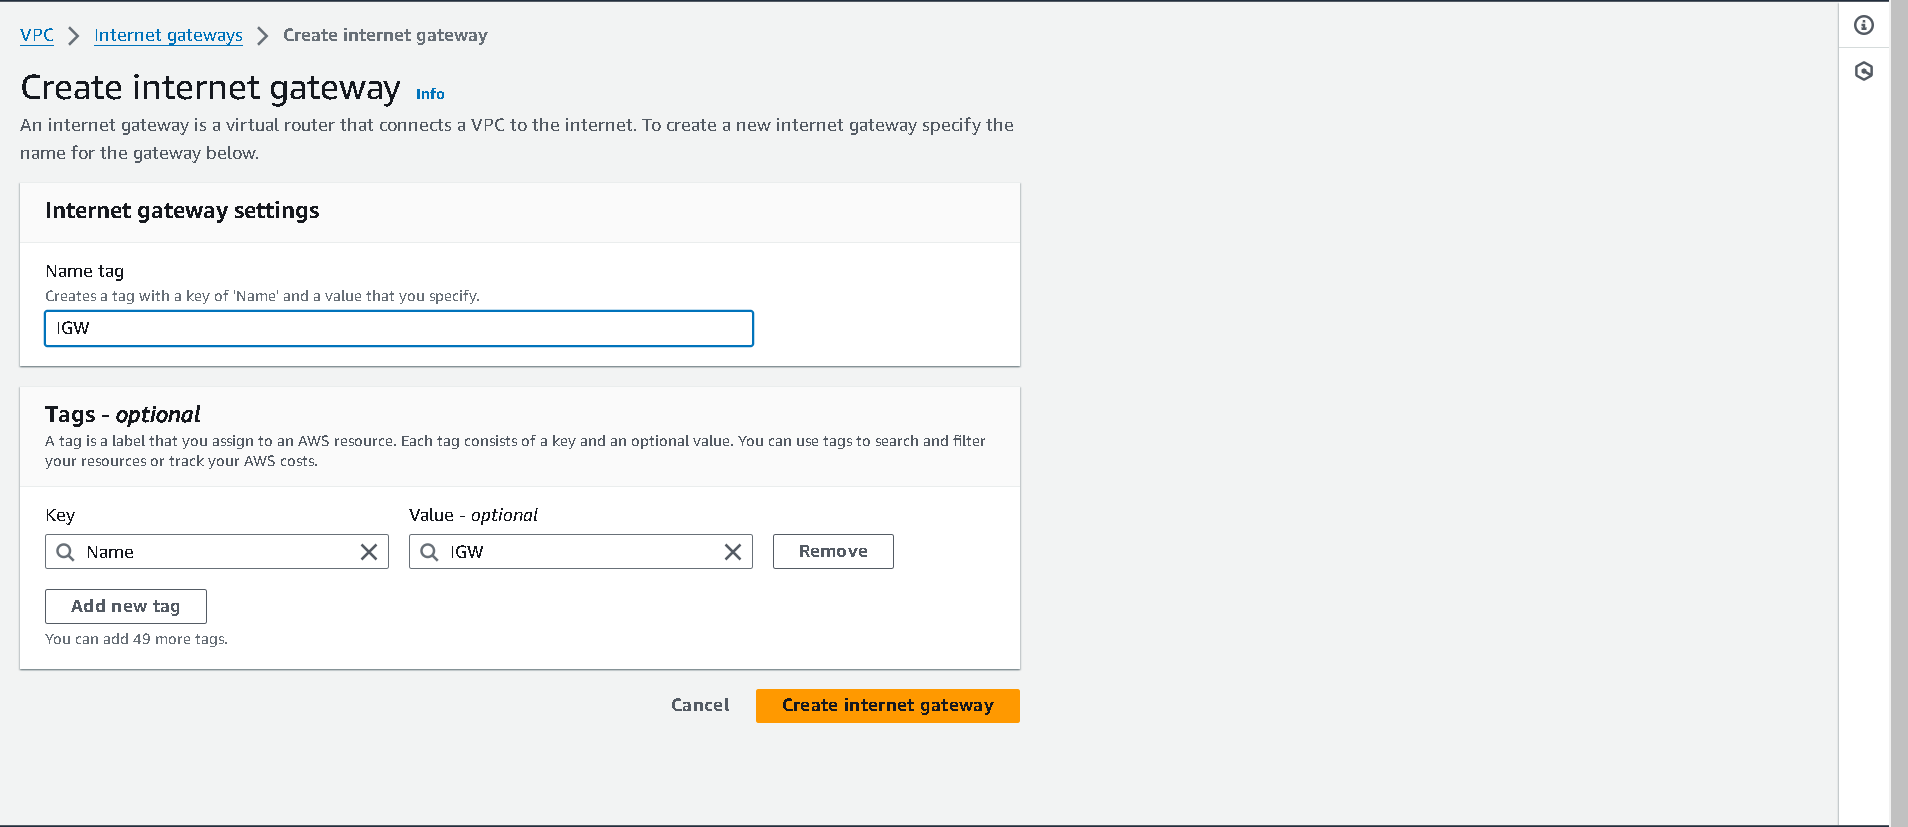 VPC > Internet gateways > Create internet gateway
Create internet gateway Info
An internet gateway is a virtual router that connects a VPC to the internet. To create a new internet gateway specify the
name for the gateway below.
Internet gateway settings
Name tag
Creates a tag with a key of 'Name' and a value that you specify.
IGW
Tags - optional
A tag is a label that you assign to an AWS resource. Each tag consists of a key and an optional value. You can use tags to search and filter
your resources or track your AWS costs.
Key Value - optional
Name IGW Remove
Add new tag
You can add 49 more tags.
Cancel Create internet gateway